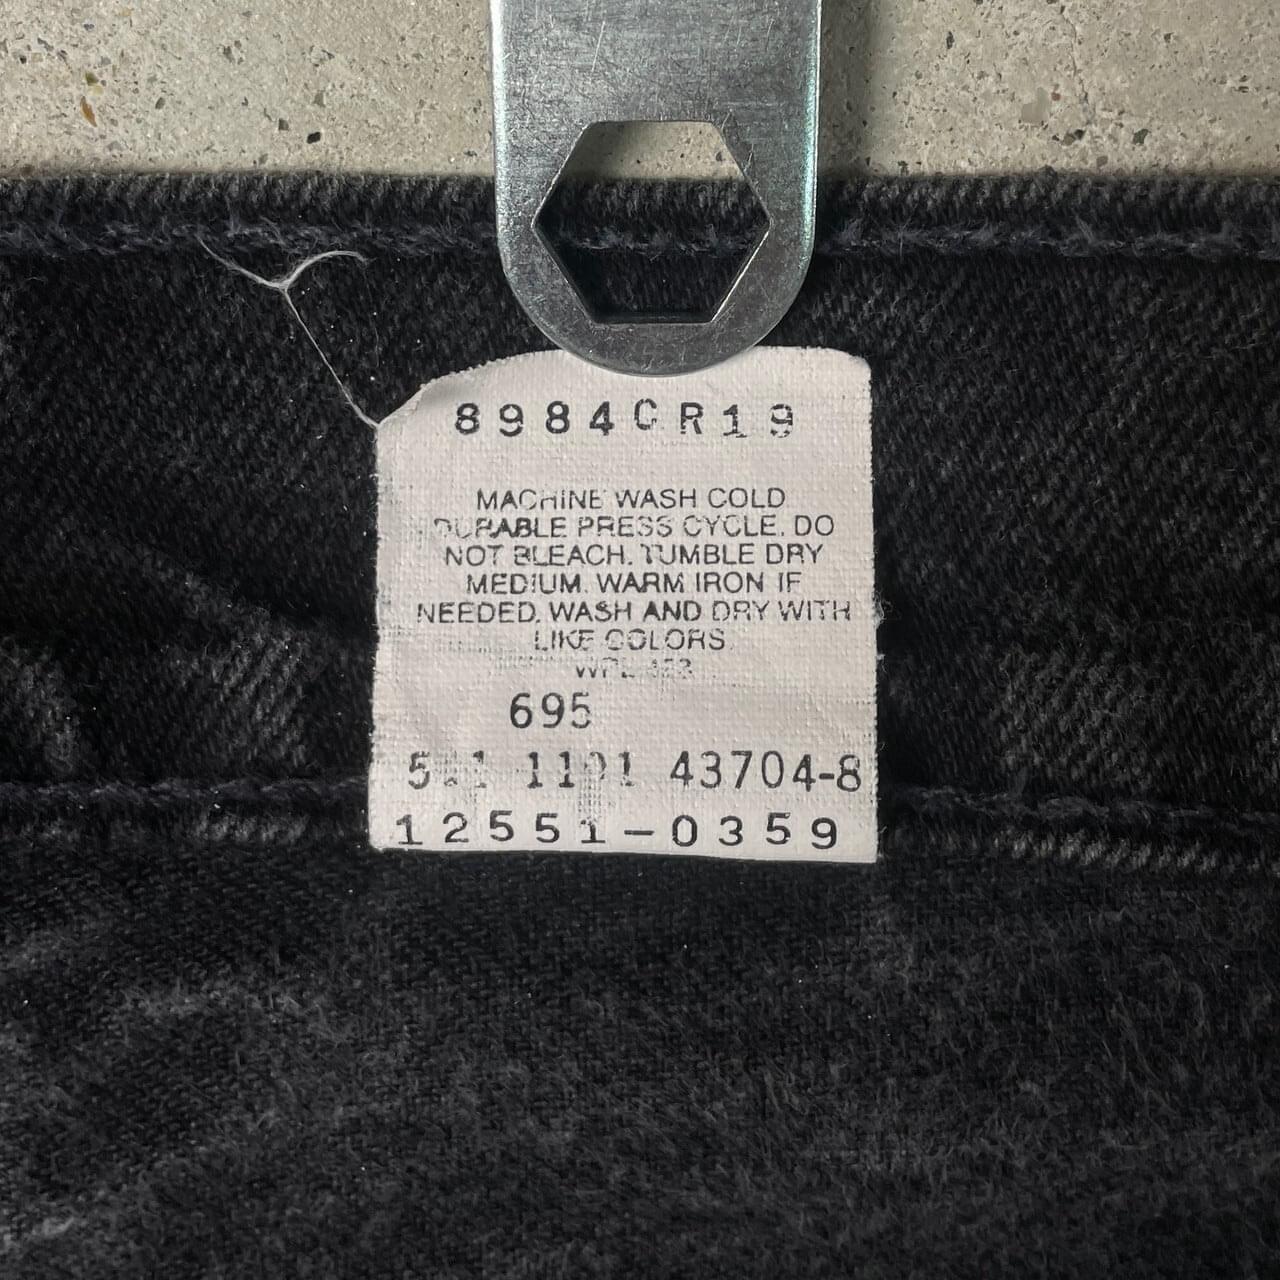 8984CR19
MACHINE WASH COLD
DURABLE PRESS CYCLE. DO
NOT BLEACH. TUMBLE DRY
MEDIUM. WARM IRON IF
NEEDED. WASH AND DRY WITH
LIKE COLORS.
695
43704-8
12551-0359